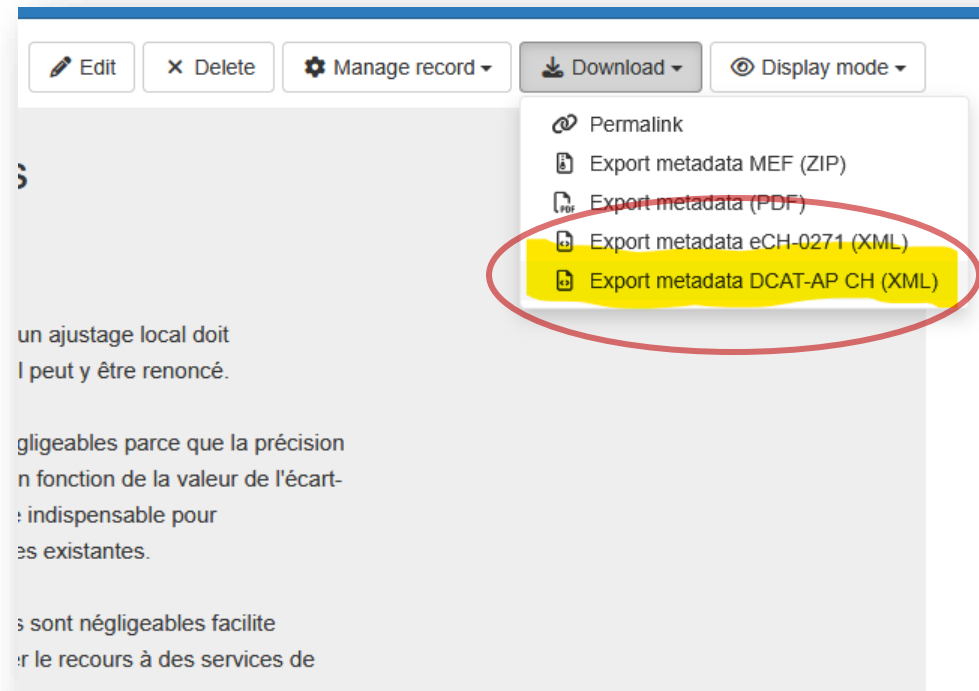 Edit
Delete
Manage record
Download
Display mode
Permalink
Export metadata MEF (ZIP)
PDF Export metadata (PDF)
Export metadata eCH-0271 (XML)
Export metadata DCAT-AP CH (XML)
s
un ajustage local doit
l peut y être renoncé.
gligeables parce que la précision
n fonction de la valeur de l'écart-
e indispensable pour
es existantes.
s sont négligeables facilite
er le recours à des services de